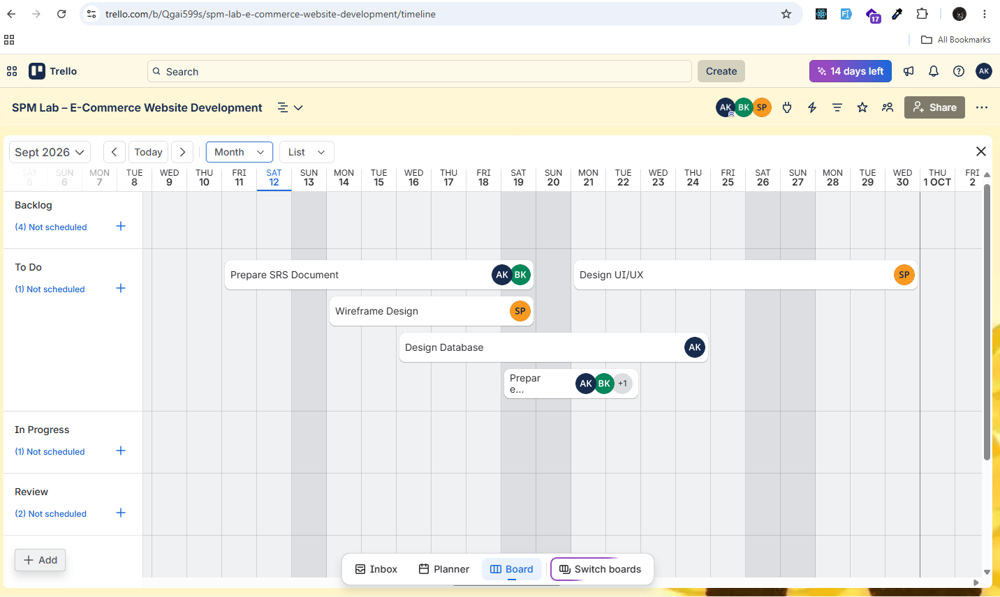 trello.com/b/Qgai599s/spm-lab-e-commerce-website-development/timeline
17
All Bookmarks
Trello
Search
Create
14 days left
AK
SPM Lab – E-Commerce Website Development
AK BK SP
Share
Sept 2026
Today
Month
List
SAT SUN MON TUE WED THU FRI SAT SUN MON TUE WED THU FRI SAT SUN MON TUE WED THU FRI SAT SUN MON TUE WED THU FRI
5 6 7 8 9 10 11 12 13 14 15 16 17 18 19 20 21 22 23 24 25 26 27 28 29 30 1 OCT 2
Backlog
(4) Not scheduled
To Do
(1) Not scheduled
Prepare SRS Document AK BK
Design UI/UX SP
Wireframe Design SP
Design Database AK
Prepar
e...
AK BK +1
In Progress
(1) Not scheduled
Review
(2) Not scheduled
Add
Inbox
Planner
Board
Switch boards